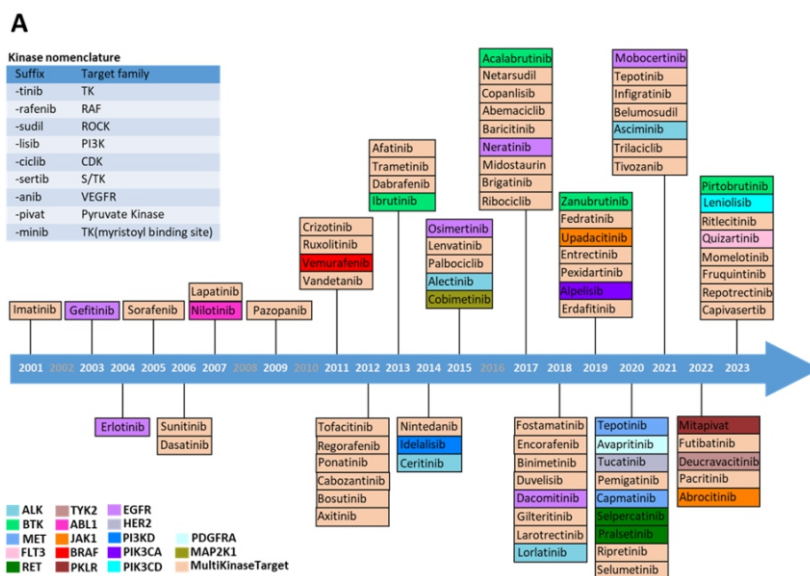 A
Kinase nomenclature
Suffix Target family
-tinib TK
-rafenib RAF
-sudil ROCK
-lisib PI3K
-ciclib CDK
-sertib S/TK
-anib VEGFR
-pivat Pyruvate Kinase
-minib TK(myristoyl binding site)
Imatinib
Gefitinib
Sorafenib
Lapatinib
Nilotinib
Pazopanib
Crizotinib
Ruxolitinib
Vemurafenib
Vandetanib
Afatinib
Trametinib
Dabrafenib
Ibrutinib
Osimertinib
Lenvatinib
Palbociclib
Alectinib
Cobimetinib
Acalabrutinib
Netarsudil
Copanlisib
Abemaciclib
Baricitinib
Neratinib
Midostaurin
Brigatinib
Ribociclib
Zanubrutinib
Fedratinib
Upadacitinib
Entrectinib
Pexidartinib
Alpelisib
Erdafitinib
Mobocertinib
Tepotinib
Infigratinib
Belumosudil
Asciminib
Trilaciclib
Tivozanib
Pirtobrutinib
Leniolisib
Ritlecitinib
Quizartinib
Momelotinib
Fruquintinib
Repotrectinib
Capivasertib
2001 2002 2003 2004 2005 2006 2007 2008 2009 2010 2011 2012 2013 2014 2015 2016 2017 2018 2019 2020 2021 2022 2023
Erlotinib
Sunitinib
Dasatinib
Tofacitinib
Regorafenib
Ponatinib
Cabozantinib
Bosutinib
Axitinib
Nintedanib
Idelalisib
Ceritinib
Fostamatinib
Encorafenib
Binimetinib
Duvelisib
Dacomitinib
Gilteritinib
Larotrectinib
Lorlatinib
Tepotinib
Avapritinib
Tucatinib
Pemigatinib
Capmatinib
Selpercatinib
Pralsetinib
Ripretinib
Selumetinib
Mitapivat
Futibatinib
Deucravacitinib
Pacritinib
Abrocitinib
ALK TYK2 EGFR
BTK ABL1 HER2
MET JAK1 PI3KD PDGFRA
FLT3 BRAF PIK3CA MAP2K1
RET PKLR PIK3CD MultiKinaseTarget